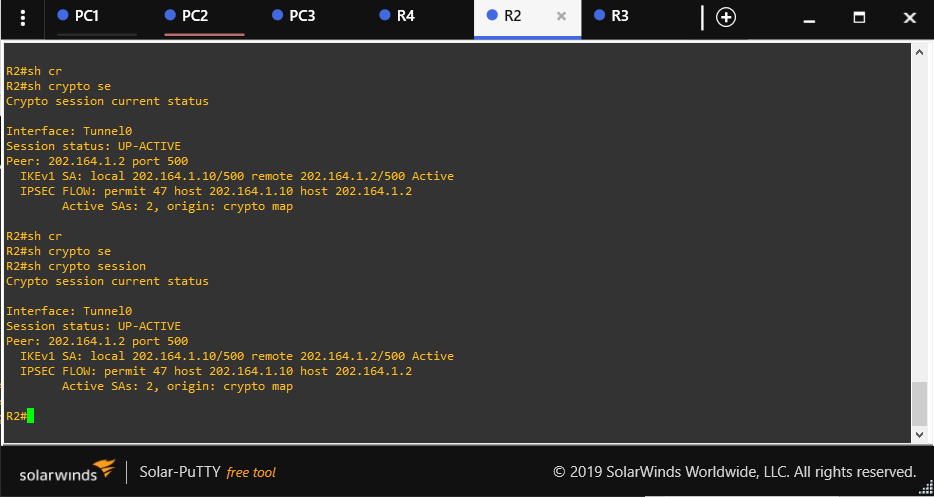 PC1
PC2
PC3
R4
R2
R3
R2#sh cr
R2#sh crypto se
Crypto session current status
Interface: Tunnel0
Session status: UP-ACTIVE
Peer: 202.164.1.2 port 500
IKEv1 SA: local 202.164.1.10/500 remote 202.164.1.2/500 Active
IPSEC FLOW: permit 47 host 202.164.1.10 host 202.164.1.2
Active SAs: 2, origin: crypto map
R2#sh cr
R2#sh crypto se
R2#sh crypto session
Crypto session current status
Interface: Tunnel0
Session status: UP-ACTIVE
Peer: 202.164.1.2 port 500
IKEv1 SA: local 202.164.1.10/500 remote 202.164.1.2/500 Active
IPSEC FLOW: permit 47 host 202.164.1.10 host 202.164.1.2
Active SAs: 2, origin: crypto map
R2#
solarwinds
Solar-PuTTY free tool
© 2019 SolarWinds Worldwide, LLC. All rights reserved.